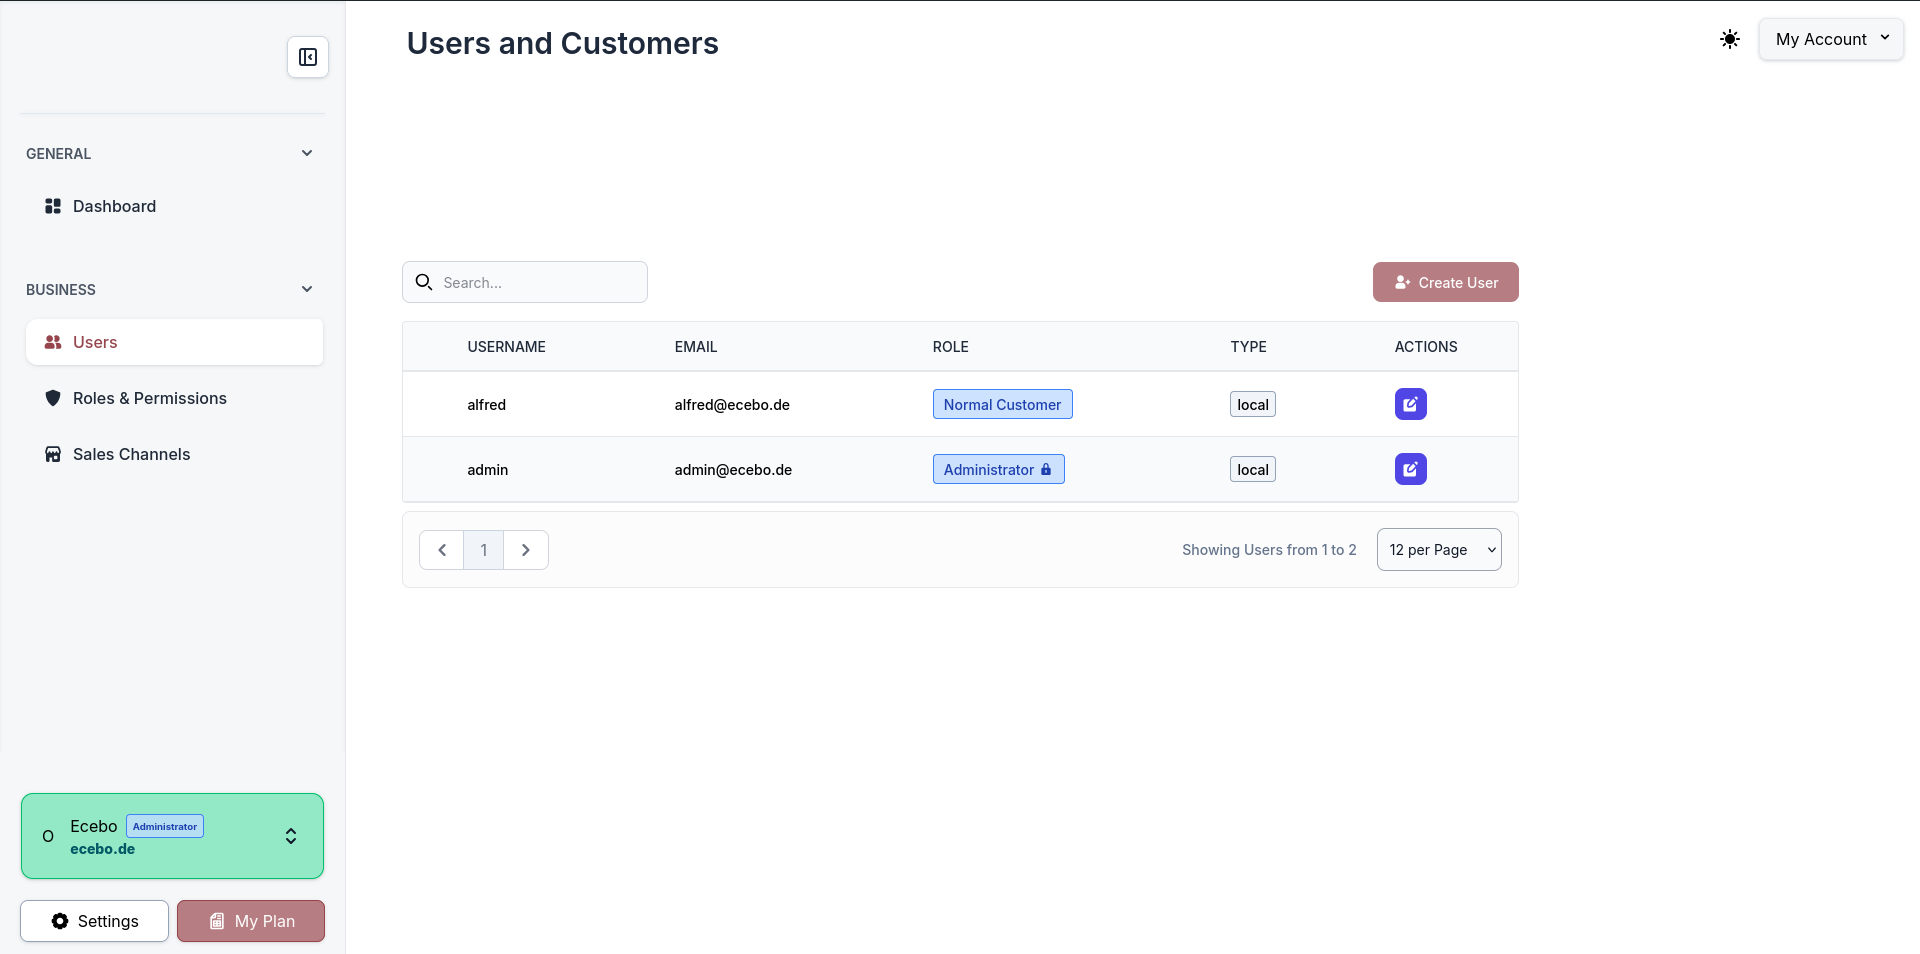 Users and Customers
My Account
GENERAL
Dashboard
BUSINESS
Users
Roles & Permissions
Sales Channels
Ecebo Administrator
ecebo.de
O
Settings
My Plan
Search...
Create User
USERNAME EMAIL ROLE TYPE ACTIONS
alfred alfred@ecebo.de Normal Customer local
admin admin@ecebo.de Administrator local
1
Showing Users from 1 to 2
12 per Page